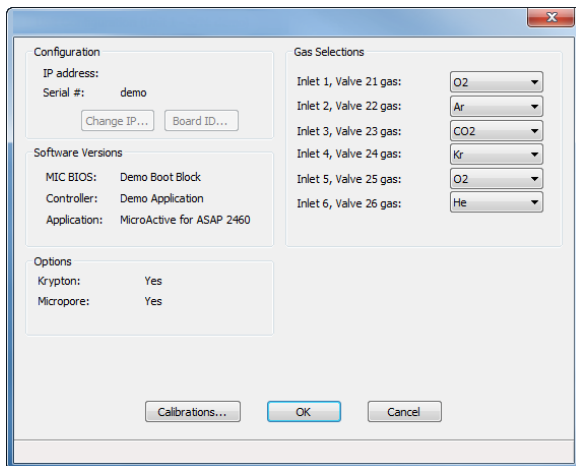 Configuration
IP address:
Serial #: demo
Change IP... Board ID...
Software Versions
MIC BIOS: Demo Boot Block
Controller: Demo Application
Application: MicroActive for ASAP 2460
Options
Krypton: Yes
Micropore: Yes
Gas Selections
Inlet 1, Valve 21 gas: O2
Inlet 2, Valve 22 gas: Ar
Inlet 3, Valve 23 gas: CO2
Inlet 4, Valve 24 gas: Kr
Inlet 5, Valve 25 gas: O2
Inlet 6, Valve 26 gas: He
Calibrations... OK Cancel